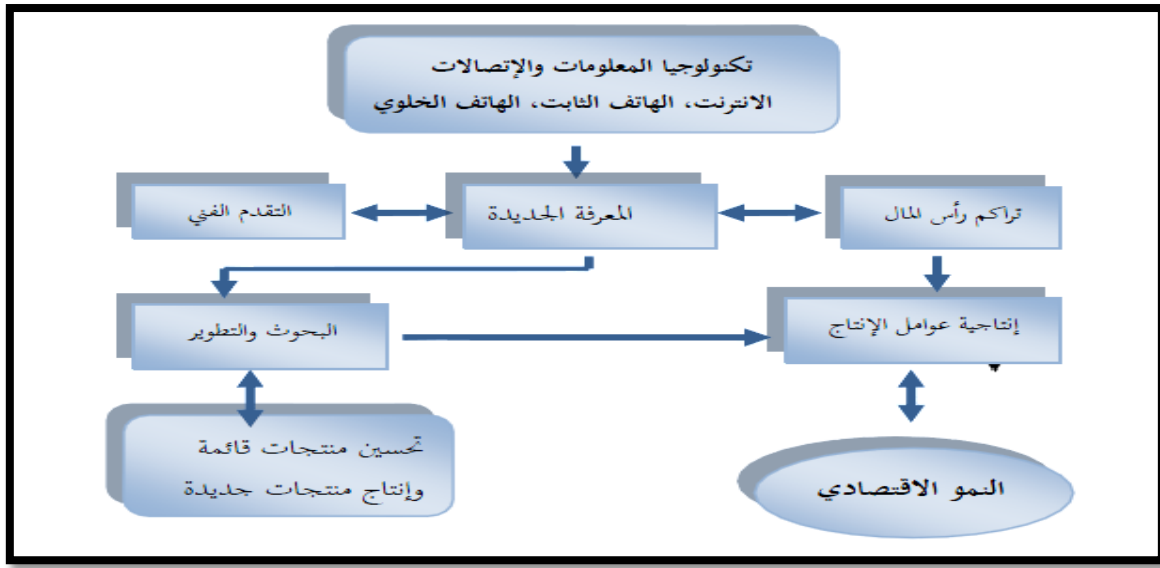 تكنولوجيا المعلومات والإتصالات
الانترنت، الهاتف الثابت، الهاتف الخلوي
تراكم رأس المال
المعرفة الجديدة
التقدم الفني
إنتاجية عوامل الإنتاج
البحوث والتطوير
تحسين منتجات قائمة
وإنتاج منتجات جديدة
النمو الاقتصادي